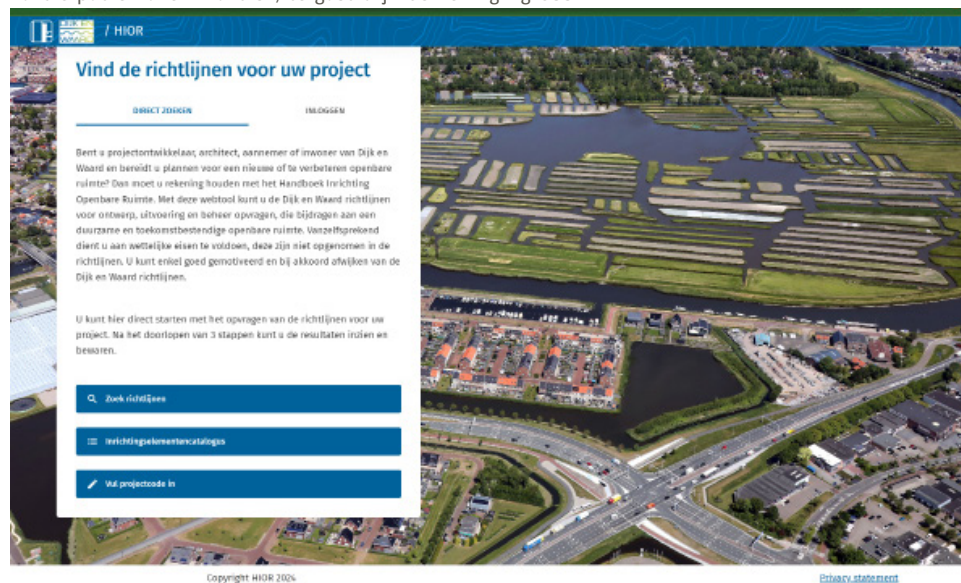 / HIOR
Vind de richtlijnen voor uw project
DIRECT ZOEKEN
INLOGGEN
Bent u projectontwikkelaar, architect, aannemer of inwoner van Dijk en
Waard en bereidt u plannen voor een nieuwe of te verbeteren openbare
ruimte? Dan moet u rekening houden met het Handboek Inrichting
Openbare Ruimte. Met deze webtool kunt u de Dijk en Waard richtlijnen
voor ontwerp, uitvoering en beheer opvragen, die bijdragen aan een
duurzame en toekomstbestendige openbare ruimte. Vanzelfsprekend
dient u aan wettelijke eisen te voldoen, deze zijn niet opgenomen in de
richtlijnen. U kunt enkel goed gemotiveerd en bij akkoord afwijken van de
Dijk en Waard richtlijnen.
U kunt hier direct starten met het opvragen van de richtlijnen voor uw
project. Na het doorlopen van 3 stappen kunt u de resultaten inzien en
bewaren.
Zoek richtlijnen
Inrichtingselementencatalogus
Vul projectcode in
Copyright HIOR 2024
Privacy statement